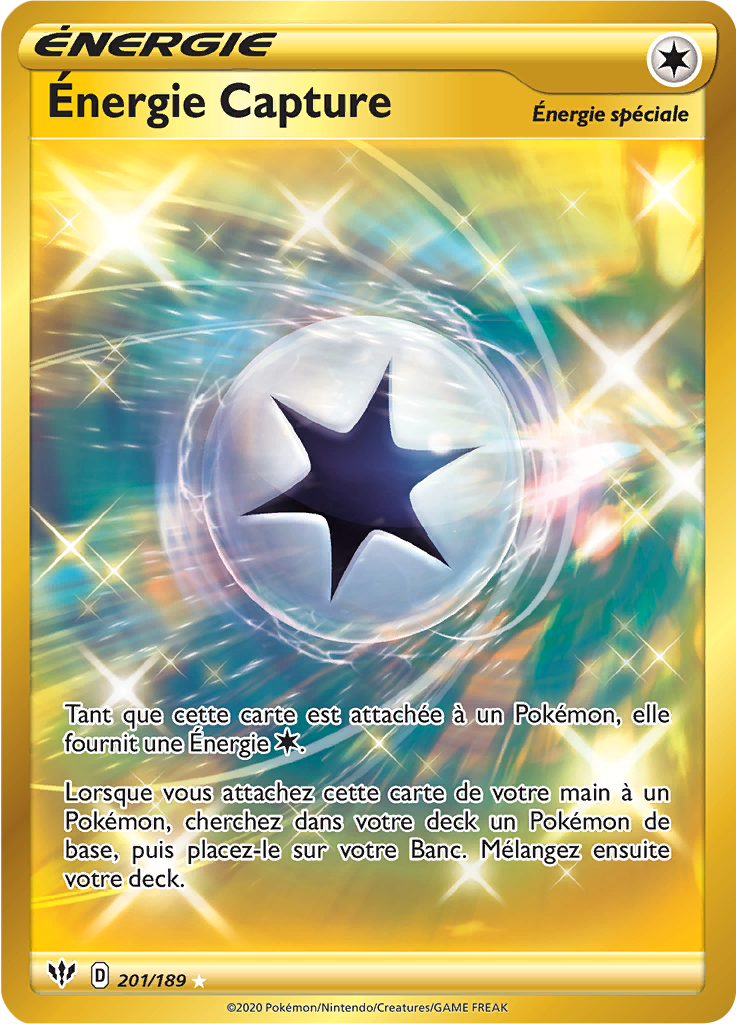 ÉNERGIE
Énergie Capture
Énergie spéciale
Tant que cette carte est attachée à un Pokémon, elle
fournit une Énergie.
Lorsque vous attachez cette carte de votre main à un
Pokémon, cherchez dans votre deck un Pokémon de
base, puis placez-le sur votre Banc. Mélangez ensuite
votre deck.
D 201/189
©2020 Pokémon/Nintendo/Creatures/GAME FREAK